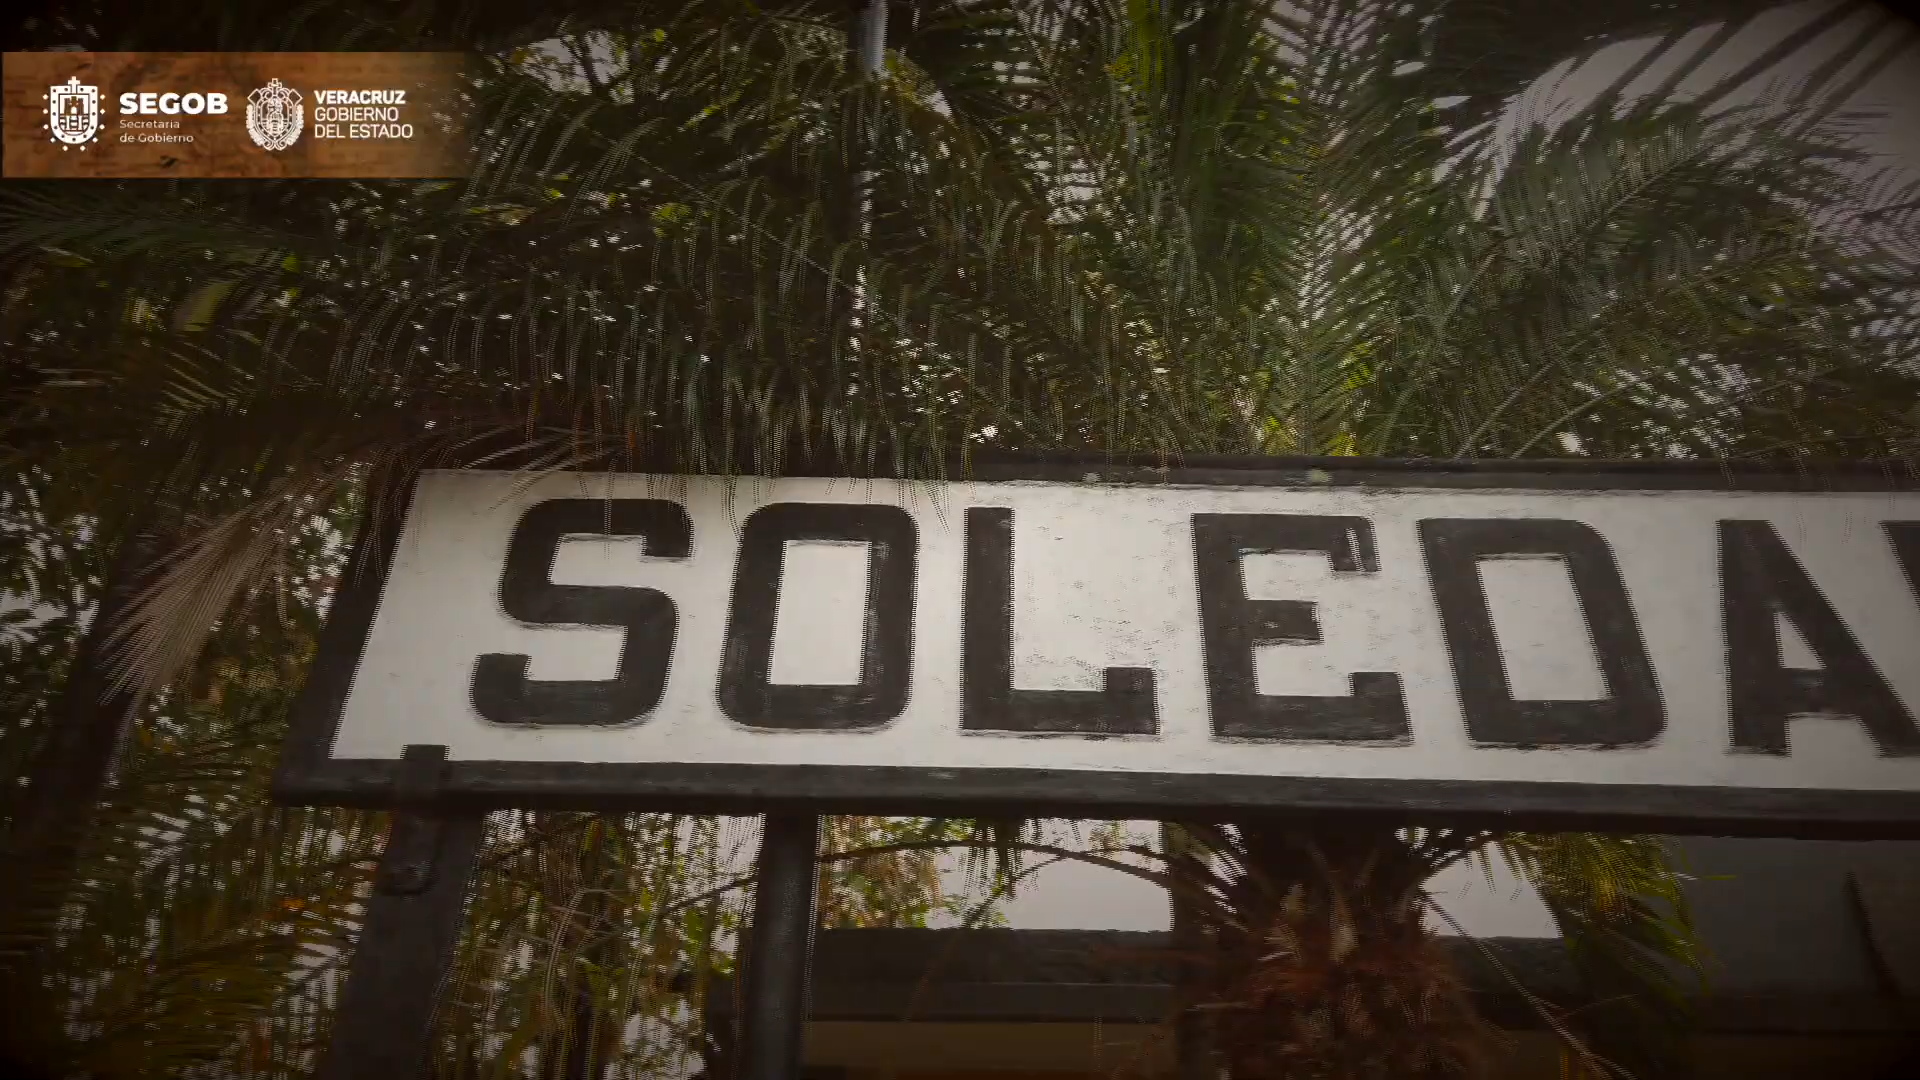 SEGOB
Secretaría
de Gobierno
VERACRUZ
GOBIERNO
DEL ESTADO
SOLEDA